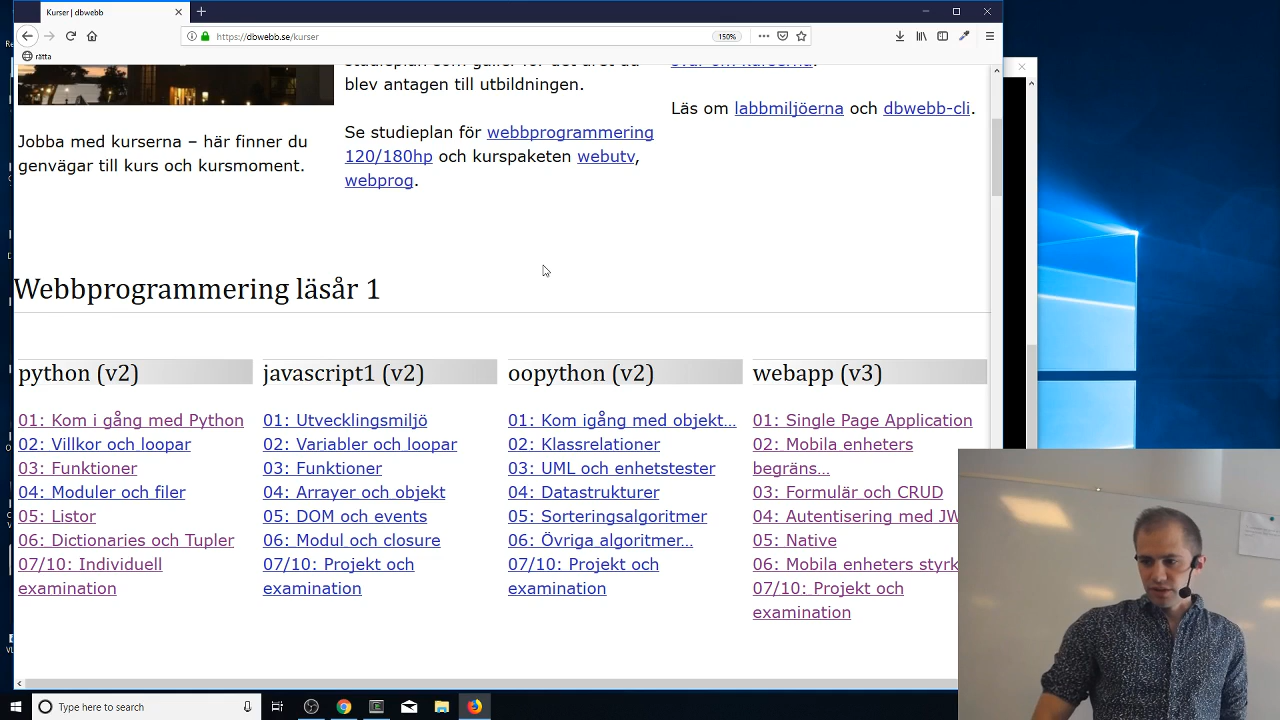 Kurser | dbwebb
https://dbwebb.se/kurser
150%
rätta
blev antagen till utbildningen.
Läs om labbmiljöerna och dbwebb-cli.
Jobba med kurserna – här finner du
genvägar till kurs och kursmoment.
Se studieplan för webbprogrammering
120/180hp och kurspaketen webutv,
webprog.
Webbprogrammering läsår 1
python (v2)
01: Kom i gång med Python
02: Villkor och loopar
03: Funktioner
04: Moduler och filer
05: Listor
06: Dictionaries och Tupler
07/10: Individuell
examination
javascript1 (v2)
01: Utvecklingsmiljö
02: Variabler och loopar
03: Funktioner
04: Arrayer och objekt
05: DOM och events
06: Modul och closure
07/10: Projekt och
examination
oopython (v2)
01: Kom igång med objekt...
02: Klassrelationer
03: UML och enhetstester
04: Datastrukturer
05: Sorteringsalgoritmer
06: Övriga algoritmer...
07/10: Projekt och
examination
webapp (v3)
01: Single Page Application
02: Mobila enheters
begräns...
03: Formulär och CRUD
04: Autentisering med JW
05: Native
06: Mobila enheters styrk
07/10: Projekt och
examination
Type here to search